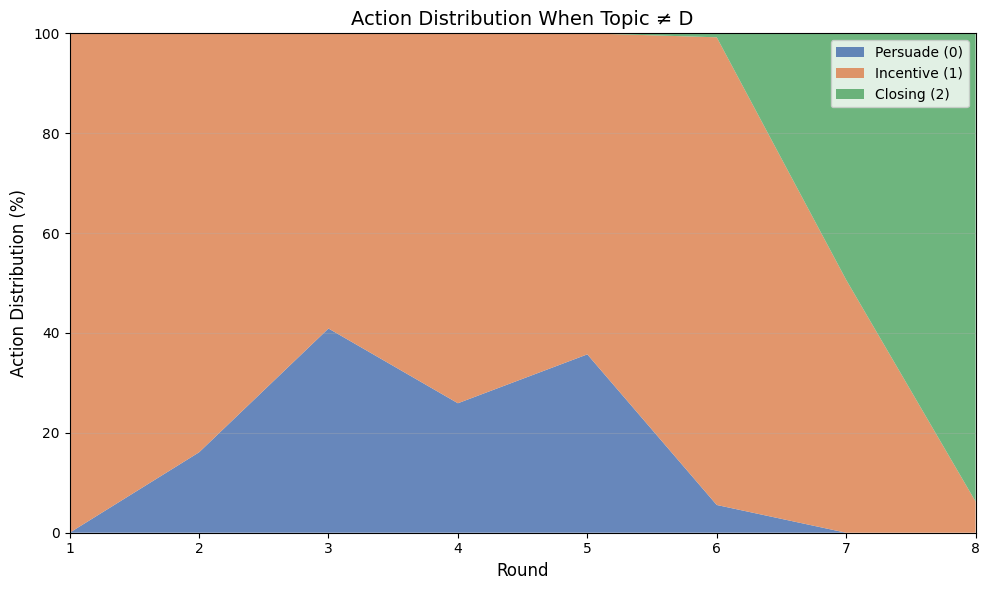 Action Distribution When Topic ≠ D
Persuade (0)
Incentive (1)
Closing (2)
Action Distribution (%)
100
80
60
40
20
0
1 2 3 4 5 6 7 8
Round